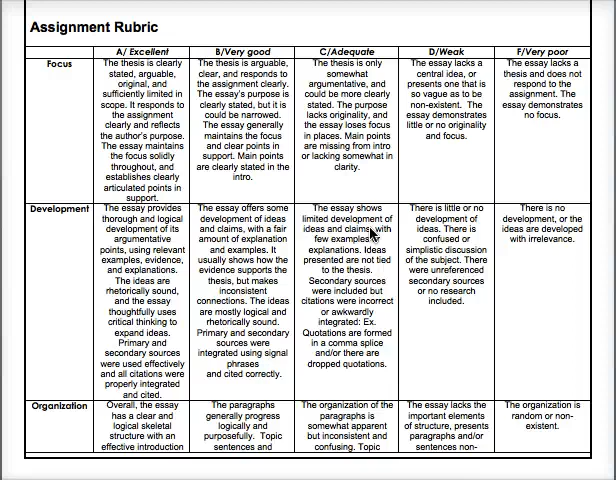 Assignment Rubric
A/ Excellent
B/Very good
C/Adequate
D/Weak
F/Very poor
Focus
The thesis is clearly
stated, arguable,
original, and
sufficiently limited in
scope. It responds to
the assignment
clearly and reflects
the author's purpose.
The essay maintains
the focus solidly
throughout, and
establishes clearly
articulated points in
support.
The thesis is arguable,
clear, and responds to
the assignment clearly.
The essay's purpose is
clearly stated, but it is
could be narrowed.
The essay generally
maintains the focus
and clear points in
support. Main points
are clearly stated in the
intro.
The thesis is only
somewhat
argumentative, and
could be more clearly
stated. The purpose
lacks originality, and
the essay loses focus
in places. Main points
are missing from intro
or lacking somewhat in
clarity.
The essay lacks a
central idea, or
presents one that is
so vague as to be
non-existent. The
essay demonstrates
little or no originality
and focus.
The essay lacks a
thesis and does not
respond to the
assignment. The
essay demonstrates
no focus.
Development
The essay provides
thorough and logical
development of its
argumentative
points, using relevant
examples, evidence,
and explanations.
The ideas are
rhetorically sound,
and the essay
thoughtfully uses
critical thinking to
expand ideas.
Primary and
secondary sources
were used effectively
and all citations were
properly integrated
and cited.
The essay offers some
development of ideas
and claims, with a fair
amount of explanation
and examples. It
usually shows how the
evidence supports the
thesis, but makes
inconsistent
connections. The ideas
are mostly logical and
rhetorically sound.
Primary and secondary
sources were
integrated using signal
phrases
and cited correctly.
The essay shows
limited development of
ideas and claims, with
few examples or
explanations. Ideas
presented are not tied
to the thesis.
Secondary sources
were included but
citations were incorrect
or awkwardly
integrated: Ex.
Quotations are formed
in a comma splice
and/or there are
dropped quotations.
There is little or no
development of
ideas. There is
confused or
simplistic discussion
of the subject. There
were unreferenced
secondary sources
or no research
included.
There is no
development, or the
ideas are developed
with irrelevance.
Organization
Overall, the essay
has a clear and
logical skeletal
structure with an
effective introduction
The paragraphs
generally progress
logically and
purposefully. Topic
sentences and
The organization of the
paragraphs is
somewhat apparent
but inconsistent and
confusing. Topic
The essay lacks the
important elements
of structure, presents
paragraphs and/or
sentences non-
The organization is
random or non-
existent.